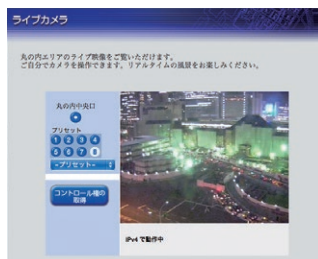 ライブカメラ
丸の内エリアのライブ映像をご覧いただけます。
ご自分でカメラを操作できます。リアルタイムの風景をお楽しみください。
丸の内中央口
プリセット
1 2 3 4
5 6 7 8
-プリセット-
コントロール権の
取得
IPv4 で動作中